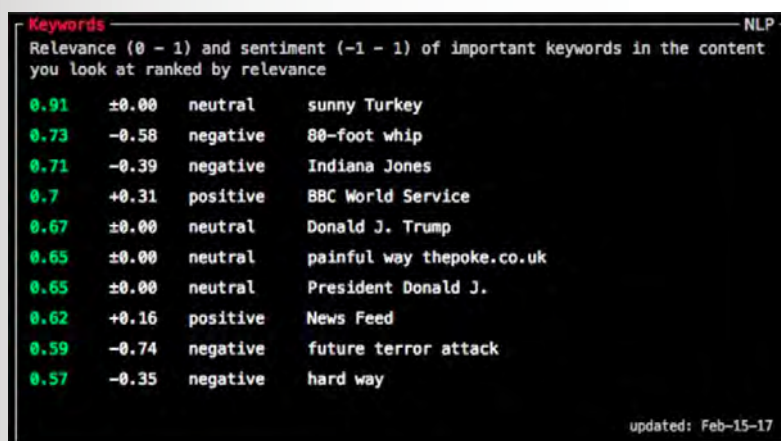 Keywords NLP
Relevance (0 – 1) and sentiment (-1 – 1) of important keywords in the content
you look at ranked by relevance
0.91 ±0.00 neutral sunny Turkey
0.73 -0.58 negative 80-foot whip
0.71 -0.39 negative Indiana Jones
0.7 +0.31 positive BBC World Service
0.67 ±0.00 neutral Donald J. Trump
0.65 ±0.00 neutral painful way thepoke.co.uk
0.65 ±0.00 neutral President Donald J.
0.62 +0.16 positive News Feed
0.59 -0.74 negative future terror attack
0.57 -0.35 negative hard way
updated: Feb-15-17